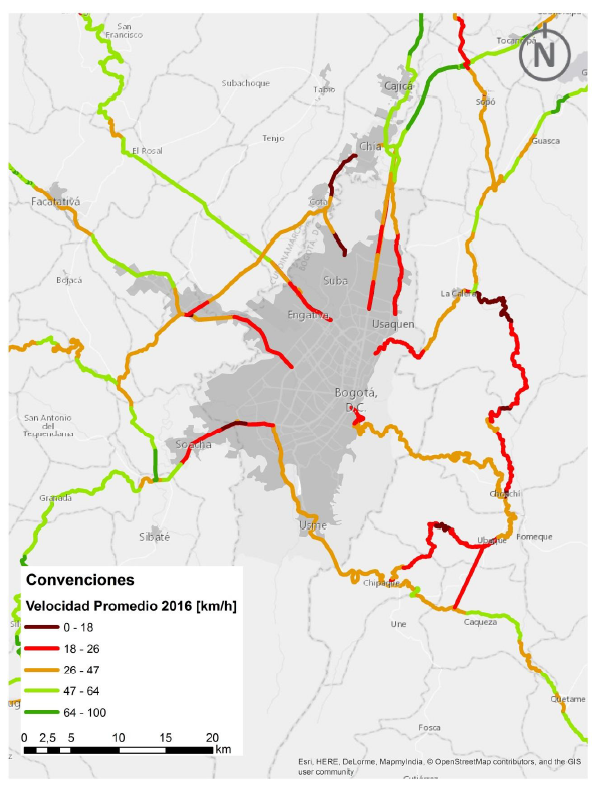 San
Francisco
Tocancipá
N
Subachoque
Tabio
Cajicá
Sopó
Tenjo
Chía
Guasca
El Rosal
Facatativá
Cota
CUNDINAMARCA
BOGOTÁ, D.C.
Bojacá
Suba
La Calera
Engativá
Usaquen
Bogotá,
D.C.
San Antonio
del
Tequendama
Soacha
Granada
Choachí
Usme
Sibaté
Ubaque
Fomeque
Chipaque
Une
Caqueza
Quetame
Fosca
Convenciones
Velocidad Promedio 2016 [km/h]
0 - 18
18 - 26
26 - 47
47 - 64
64 - 100
0 2,5 5 10 15 20
km
Esri, HERE, DeLorme, MapmyIndia, © OpenStreetMap contributors, and the GIS
user community